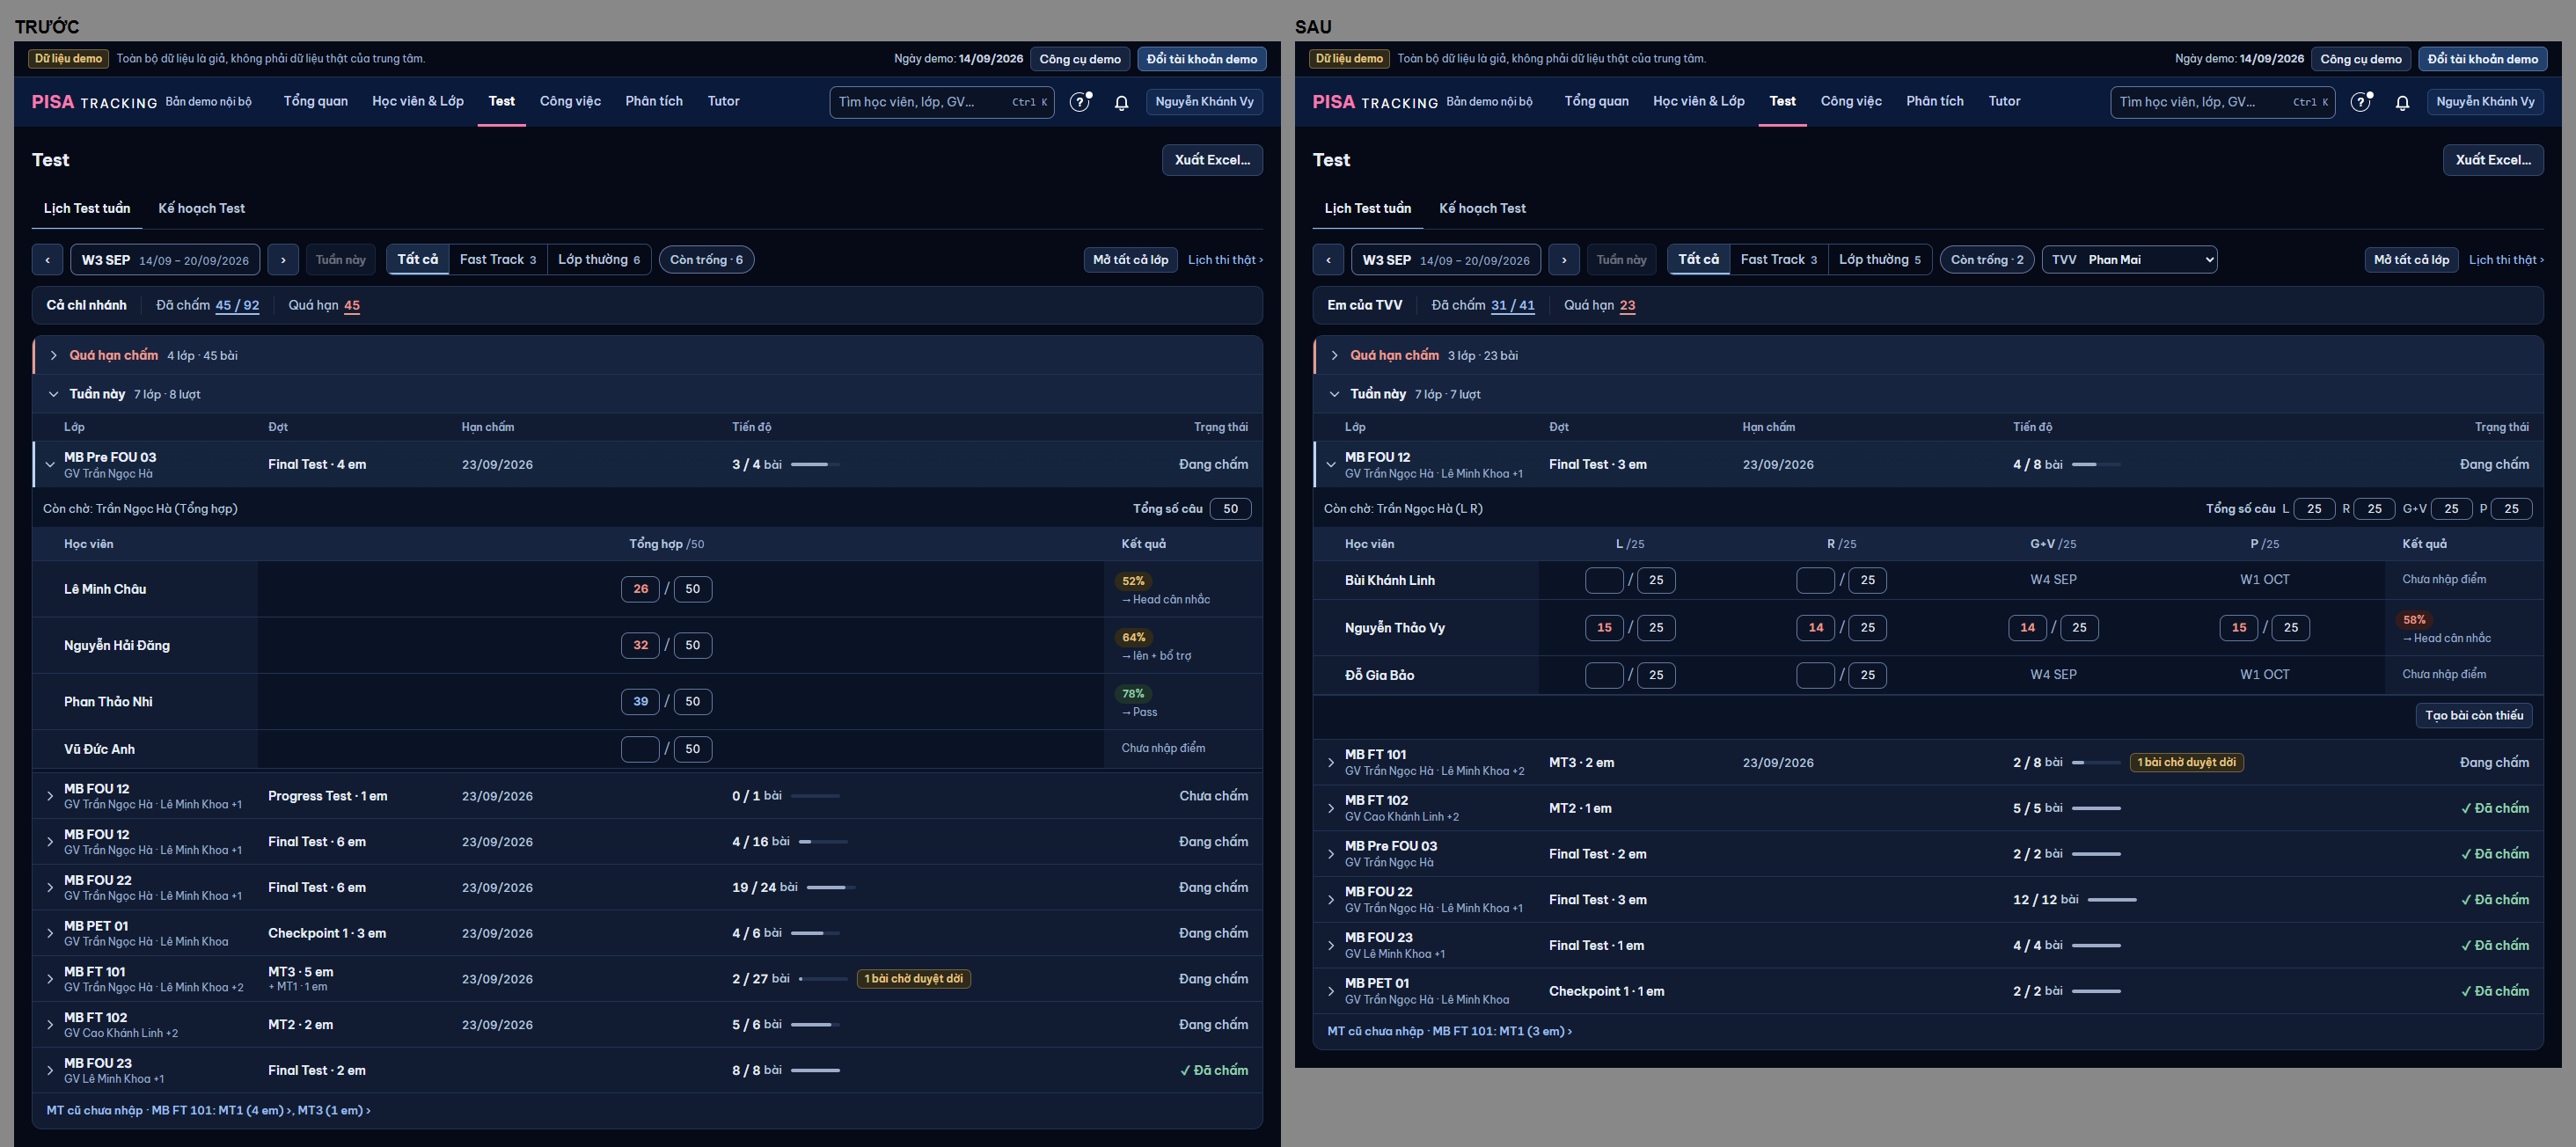 TRƯỚC
Dữ liệu demo Toàn bộ dữ liệu là giả, không phải dữ liệu thật của trung tâm. Ngày demo: 14/09/2026 Công cụ demo Đổi tài khoản demo
PISA TRACKING Bản demo nội bộ Tổng quan Học viên & Lớp Test Công việc Phân tích Tutor Tìm học viên, lớp, GV... Ctrl K ? Nguyễn Khánh Vy
Test Xuất Excel...
Lịch Test tuần Kế hoạch Test
‹ W3 SEP 14/09 – 20/09/2026 › Tuần này Tất cả Fast Track 3 Lớp thường 6 Còn trống · 6 Mở tất cả lớp Lịch thi thật ›
Cả chi nhánh Đã chấm 45 / 92 Quá hạn 45
Quá hạn chấm 4 lớp · 45 bài
Tuần này 7 lớp · 8 lượt
Lớp Đợt Hạn chấm Tiến độ Trạng thái
MB Pre FOU 03 Final Test · 4 em 23/09/2026 3 / 4 bài Đang chấm
GV Trần Ngọc Hà
Còn chờ: Trần Ngọc Hà (Tổng hợp) Tổng số câu 50
Học viên Tổng hợp /50 Kết quả
Lê Minh Châu 26 / 50 52%
→ Head cân nhắc
Nguyễn Hải Đăng 32 / 50 64%
→ lên + bổ trợ
Phan Thảo Nhi 39 / 50 78%
→ Pass
Vũ Đức Anh / 50 Chưa nhập điểm
MB FOU 12 Progress Test · 1 em 23/09/2026 0 / 1 bài Chưa chấm
GV Trần Ngọc Hà · Lê Minh Khoa +1
MB FOU 12 Final Test · 6 em 23/09/2026 4 / 16 bài Đang chấm
GV Trần Ngọc Hà · Lê Minh Khoa +1
MB FOU 22 Final Test · 6 em 23/09/2026 19 / 24 bài Đang chấm
GV Trần Ngọc Hà · Lê Minh Khoa +1
MB PET 01 Checkpoint 1 · 3 em 23/09/2026 4 / 6 bài Đang chấm
GV Trần Ngọc Hà · Lê Minh Khoa
MB FT 101 MT3 · 5 em 23/09/2026 2 / 27 bài 1 bài chờ duyệt dời Đang chấm
GV Trần Ngọc Hà · Lê Minh Khoa +2 + MT1 · 1 em
MB FT 102 MT2 · 2 em 23/09/2026 5 / 6 bài Đang chấm
GV Cao Khánh Linh +2
MB FOU 23 Final Test · 2 em 8 / 8 bài ✓ Đã chấm
GV Lê Minh Khoa +1
MT cũ chưa nhập · MB FT 101: MT1 (4 em) ›, MT3 (1 em) ›
SAU
Dữ liệu demo Toàn bộ dữ liệu là giả, không phải dữ liệu thật của trung tâm. Ngày demo: 14/09/2026 Công cụ demo Đổi tài khoản demo
PISA TRACKING Bản demo nội bộ Tổng quan Học viên & Lớp Test Công việc Phân tích Tutor Tìm học viên, lớp, GV... Ctrl K ? Nguyễn Khánh Vy
Test Xuất Excel...
Lịch Test tuần Kế hoạch Test
‹ W3 SEP 14/09 – 20/09/2026 › Tuần này Tất cả Fast Track 3 Lớp thường 5 Còn trống · 2 TVV Phan Mai Mở tất cả lớp Lịch thi thật ›
Em của TVV Đã chấm 31 / 41 Quá hạn 23
Quá hạn chấm 3 lớp · 23 bài
Tuần này 7 lớp · 7 lượt
Lớp Đợt Hạn chấm Tiến độ Trạng thái
MB FOU 12 Final Test · 3 em 23/09/2026 4 / 8 bài Đang chấm
GV Trần Ngọc Hà · Lê Minh Khoa +1
Còn chờ: Trần Ngọc Hà (L R) Tổng số câu L 25 R 25 G+V 25 P 25
Học viên L /25 R /25 G+V /25 P /25 Kết quả
Bùi Khánh Linh / 25 / 25 W4 SEP W1 OCT Chưa nhập điểm
Nguyễn Thảo Vy 15 / 25 14 / 25 14 / 25 15 / 25 58%
→ Head cân nhắc
Đỗ Gia Bảo / 25 / 25 W4 SEP W1 OCT Chưa nhập điểm
Tạo bài còn thiếu
MB FT 101 MT3 · 2 em 23/09/2026 2 / 8 bài 1 bài chờ duyệt dời Đang chấm
GV Trần Ngọc Hà · Lê Minh Khoa +2
MB FT 102 MT2 · 1 em 5 / 5 bài ✓ Đã chấm
GV Cao Khánh Linh +2
MB Pre FOU 03 Final Test · 2 em 2 / 2 bài ✓ Đã chấm
GV Trần Ngọc Hà
MB FOU 22 Final Test · 3 em 12 / 12 bài ✓ Đã chấm
GV Trần Ngọc Hà · Lê Minh Khoa +1
MB FOU 23 Final Test · 1 em 4 / 4 bài ✓ Đã chấm
GV Lê Minh Khoa +1
MB PET 01 Checkpoint 1 · 1 em 2 / 2 bài ✓ Đã chấm
GV Trần Ngọc Hà · Lê Minh Khoa
MT cũ chưa nhập · MB FT 101: MT1 (3 em) ›